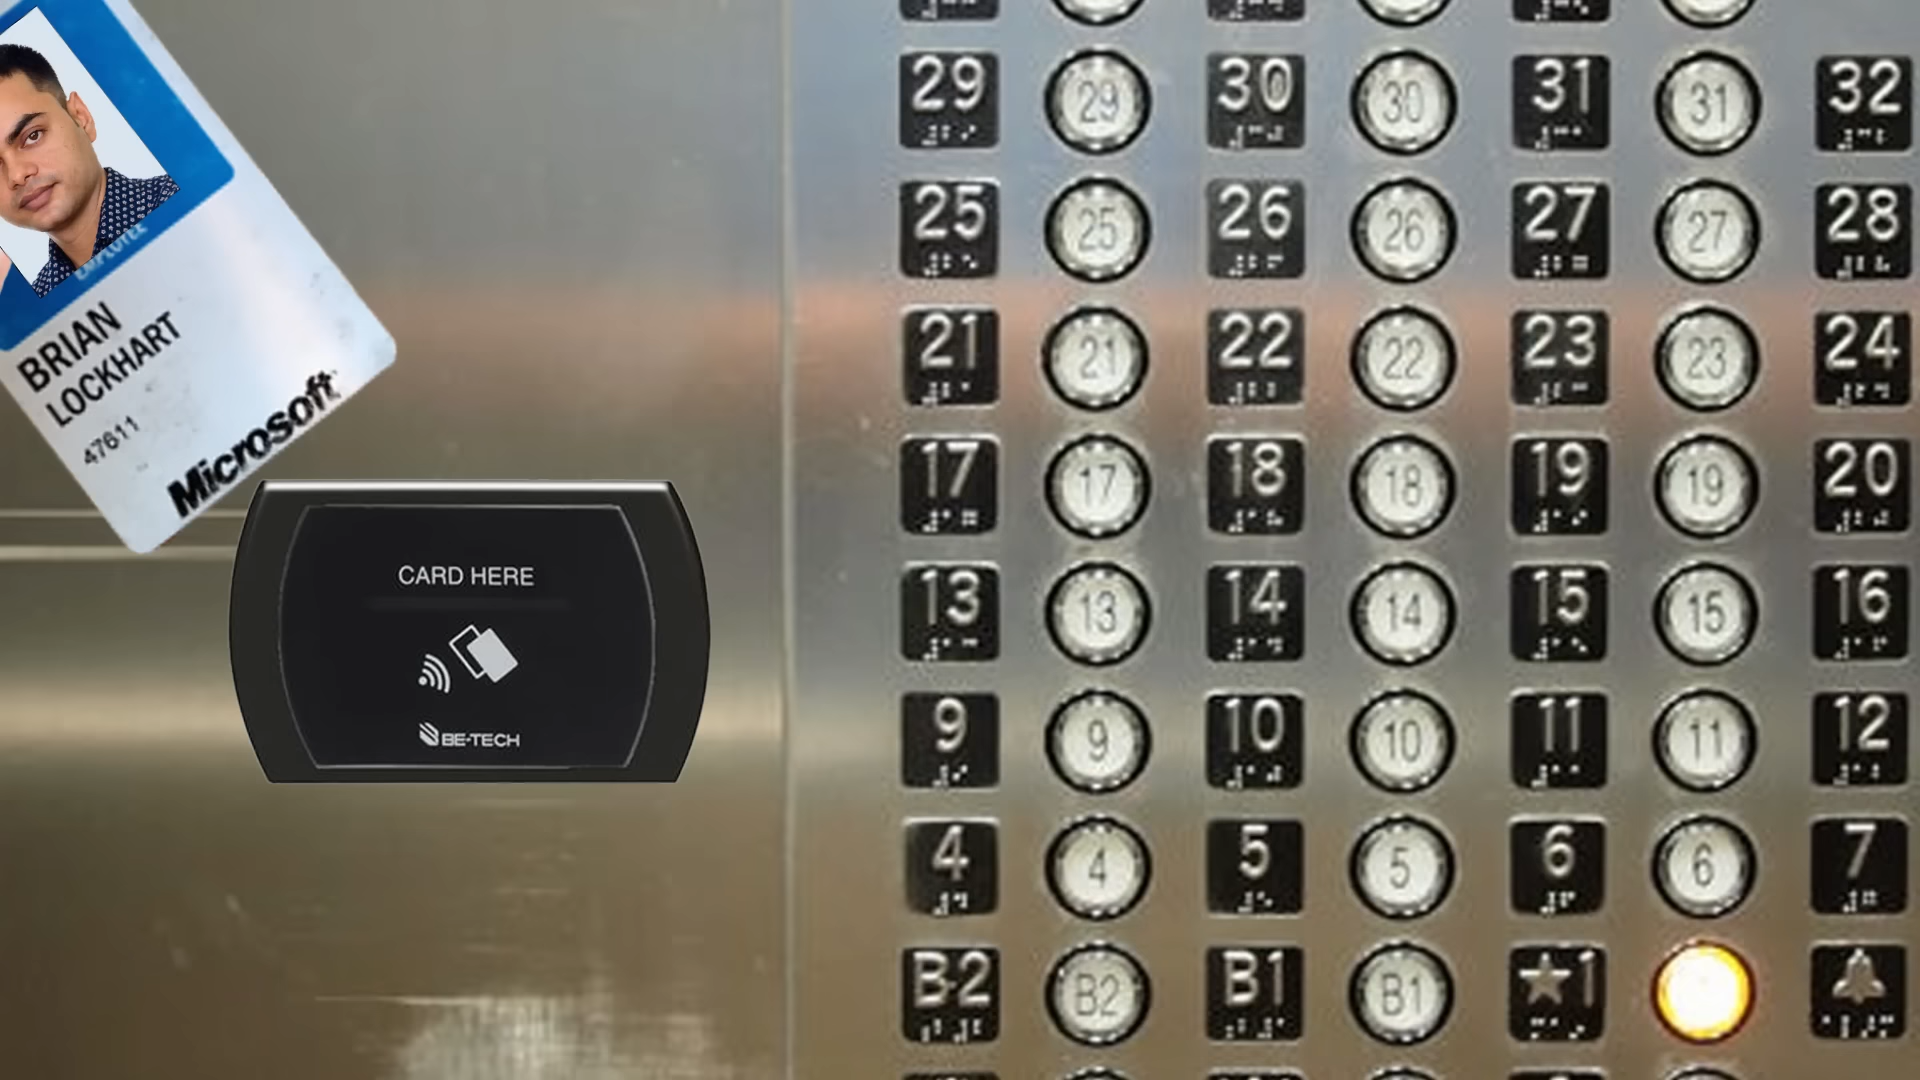 EMPLOYEE
BRIAN
LOCKHART
47611
Microsoft
CARD HERE
BE-TECH
29 29 30 30 31 31 32
25 25 26 26 27 27 28
21 21 22 22 23 23 24
17 17 18 18 19 19 20
13 13 14 14 15 15 16
9 9 10 10 11 11 12
4 4 5 5 6 6 7
B2 B2 B1 B1 ★1